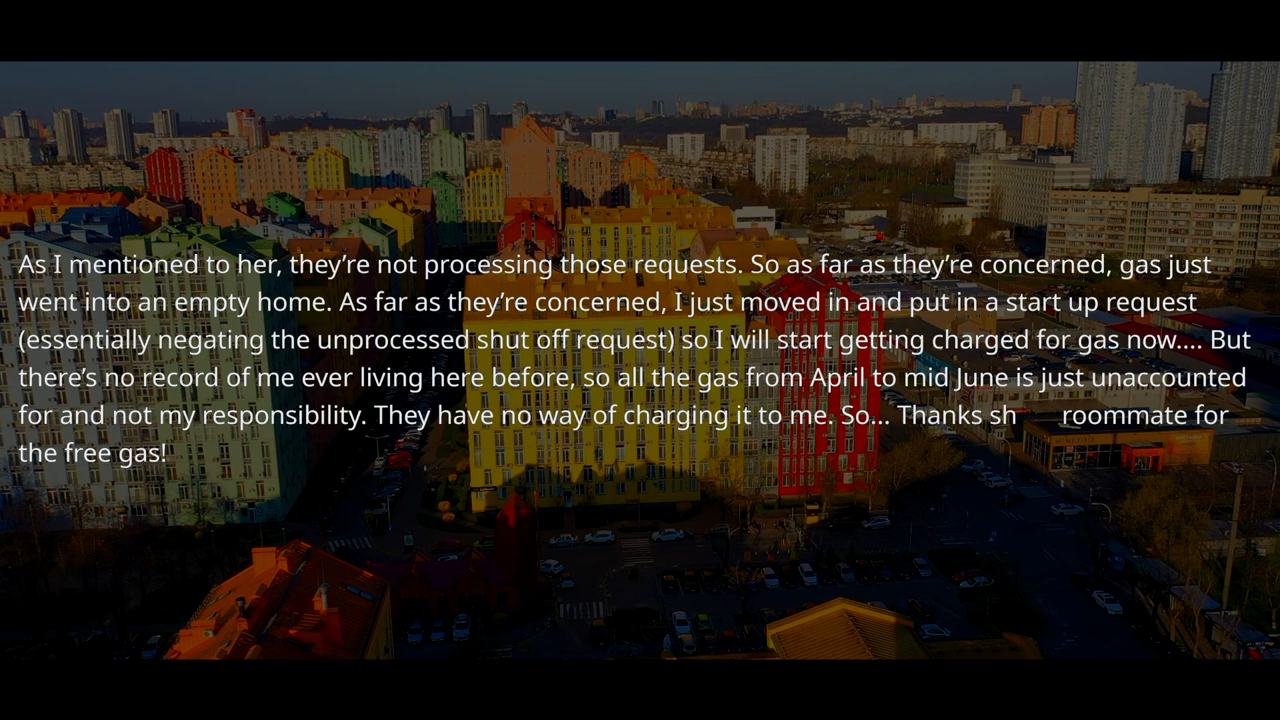 As I mentioned to her, they’re not processing those requests. So as far as they’re concerned, gas just
went into an empty home. As far as they’re concerned, I just moved in and put in a start up request
(essentially negating the unprocessed shut off request) so I will start getting charged for gas now.... But
there’s no record of me ever living here before, so all the gas from April to mid June is just unaccounted
for and not my responsibility. They have no way of charging it to me. So... Thanks sh roommate for
the free gas!